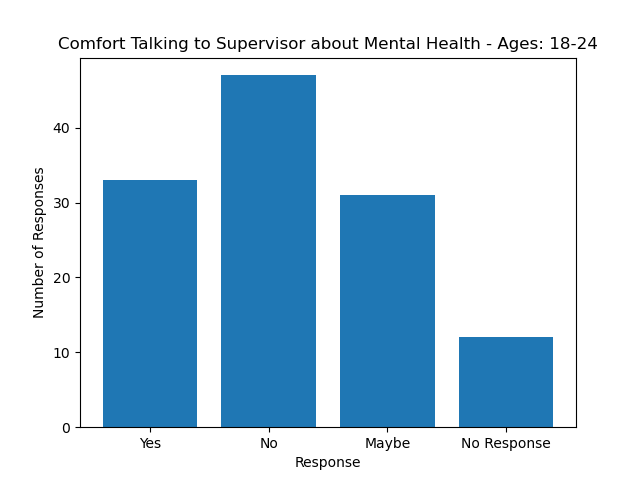 Comfort Talking to Supervisor about Mental Health - Ages: 18-24
Number of Responses
40
30
20
10
0
Yes No Maybe No Response
Response